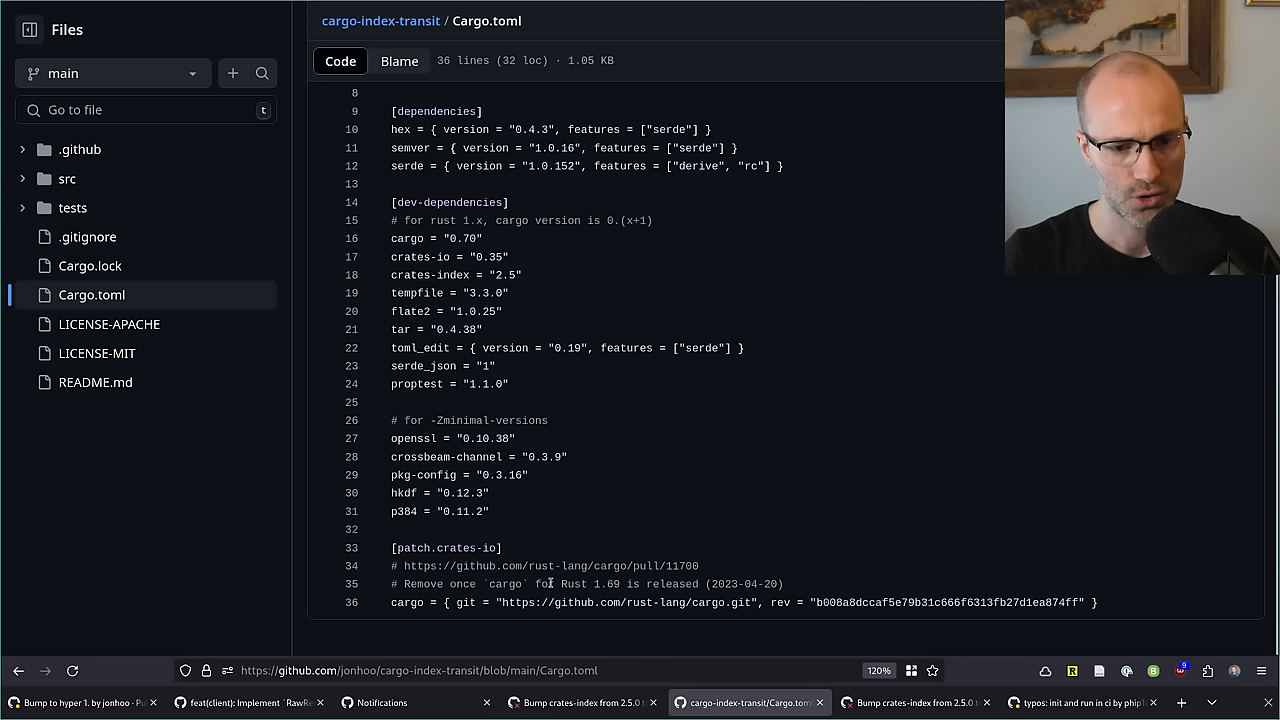 Files
cargo-index-transit / Cargo.toml
main
Code
Blame
36 lines (32 loc) · 1.05 KB
Go to file
t
.github
src
tests
.gitignore
Cargo.lock
Cargo.toml
LICENSE-APACHE
LICENSE-MIT
README.md
8
9 [dependencies]
10 hex = { version = "0.4.3", features = ["serde"] }
11 semver = { version = "1.0.16", features = ["serde"] }
12 serde = { version = "1.0.152", features = ["derive", "rc"] }
13
14 [dev-dependencies]
15 # for rust 1.x, cargo version is 0.(x+1)
16 cargo = "0.70"
17 crates-io = "0.35"
18 crates-index = "2.5"
19 tempfile = "3.3.0"
20 flate2 = "1.0.25"
21 tar = "0.4.38"
22 toml_edit = { version = "0.19", features = ["serde"] }
23 serde_json = "1"
24 proptest = "1.1.0"
25
26 # for -Zminimal-versions
27 openssl = "0.10.38"
28 crossbeam-channel = "0.3.9"
29 pkg-config = "0.3.16"
30 hkdf = "0.12.3"
31 p384 = "0.11.2"
32
33 [patch.crates-io]
34 # https://github.com/rust-lang/cargo/pull/11700
35 # Remove once `cargo` for Rust 1.69 is released (2023-04-20)
36 cargo = { git = "https://github.com/rust-lang/cargo.git", rev = "b008a8dccaf5e79b31c666f6313fb27d1ea874ff" }
https://github.com/jonhoo/cargo-index-transit/blob/main/Cargo.toml
120%
R
B
9
Bump to hyper 1. by jonhoo · Pu
feat(client): Implement `RawRe
Notifications
Bump crates-index from 2.5.0 t
cargo-index-transit/Cargo.toml
Bump crates-index from 2.5.0 t
typos: init and run in ci by phip1